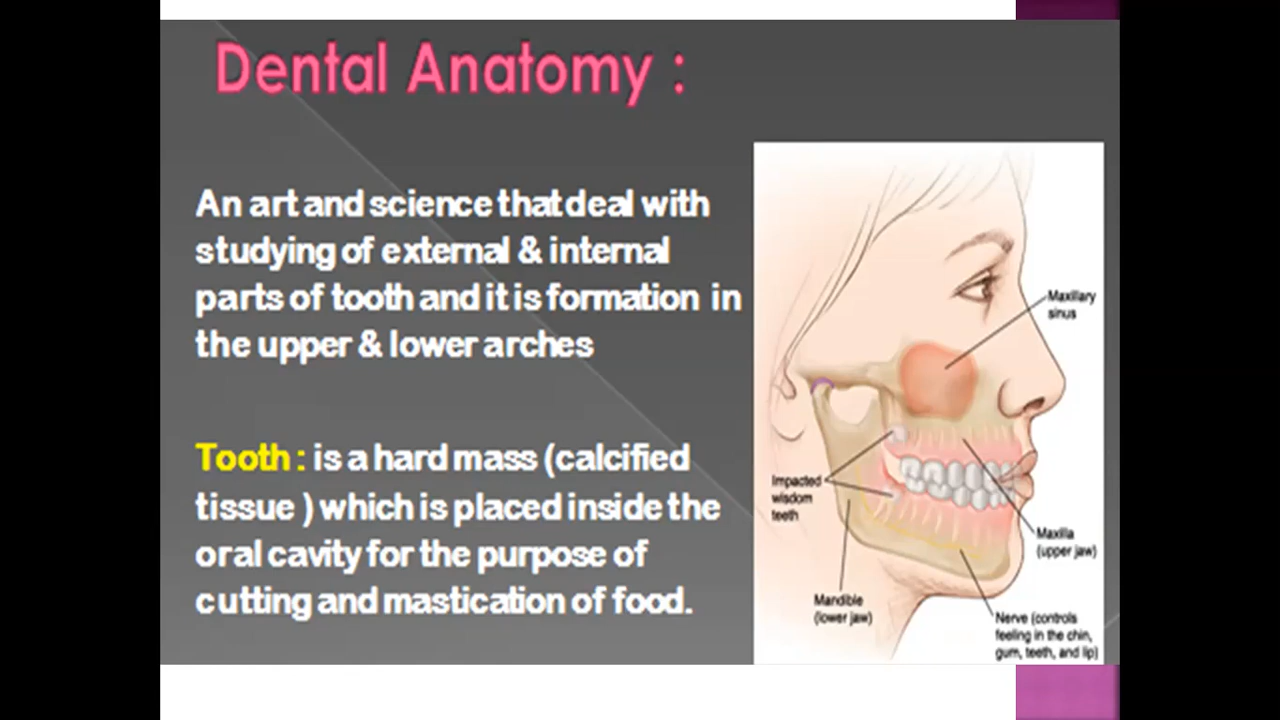 Dental Anatomy :
An art and science that deal with
studying of external & internal
parts of tooth and it is formation in
the upper & lower arches
Tooth : is a hard mass (calcified
tissue ) which is placed inside the
oral cavity for the purpose of
cutting and mastication of food.
Maxillary
sinus
Impacted
wisdom
teeth
Maxilla
(upper jaw)
Mandible
(lower jaw)
Nerve (controls
feeling in the chin,
gum, teeth, and lip)